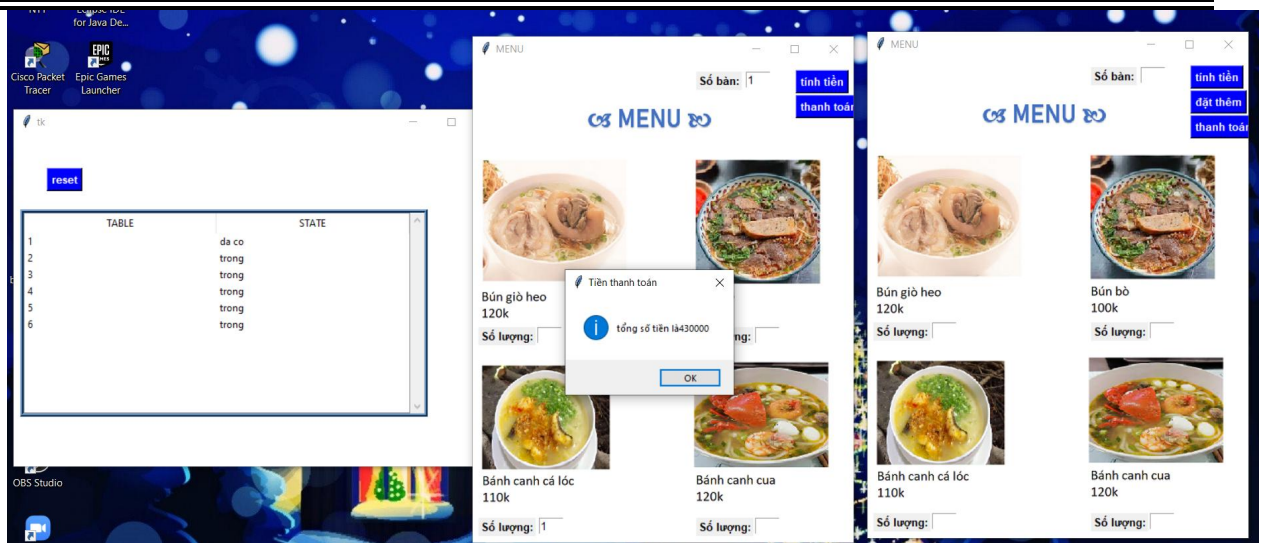 Eclipse IDE
for Java De...
EPIC
GAMES
Cisco Packet
Tracer
Epic Games
Launcher
tk
reset
TABLE STATE
1 da co
2 trong
3 trong
4 trong
5 trong
6 trong
OBS Studio
MENU
Số bàn: 1
tính tiền
thanh toán
MENU
Bún giò heo
120k
Số lượng:
Bánh canh cá lóc
110k
Số lượng: 1
Bánh canh cua
120k
Số lượng:
Tiền thanh toán
tổng số tiền là430000
OK
MENU
Số bàn:
tính tiền
đặt thêm
thanh toán
MENU
Bún giò heo
120k
Số lượng:
Bún bò
100k
Số lượng:
Bánh canh cá lóc
110k
Số lượng:
Bánh canh cua
120k
Số lượng: